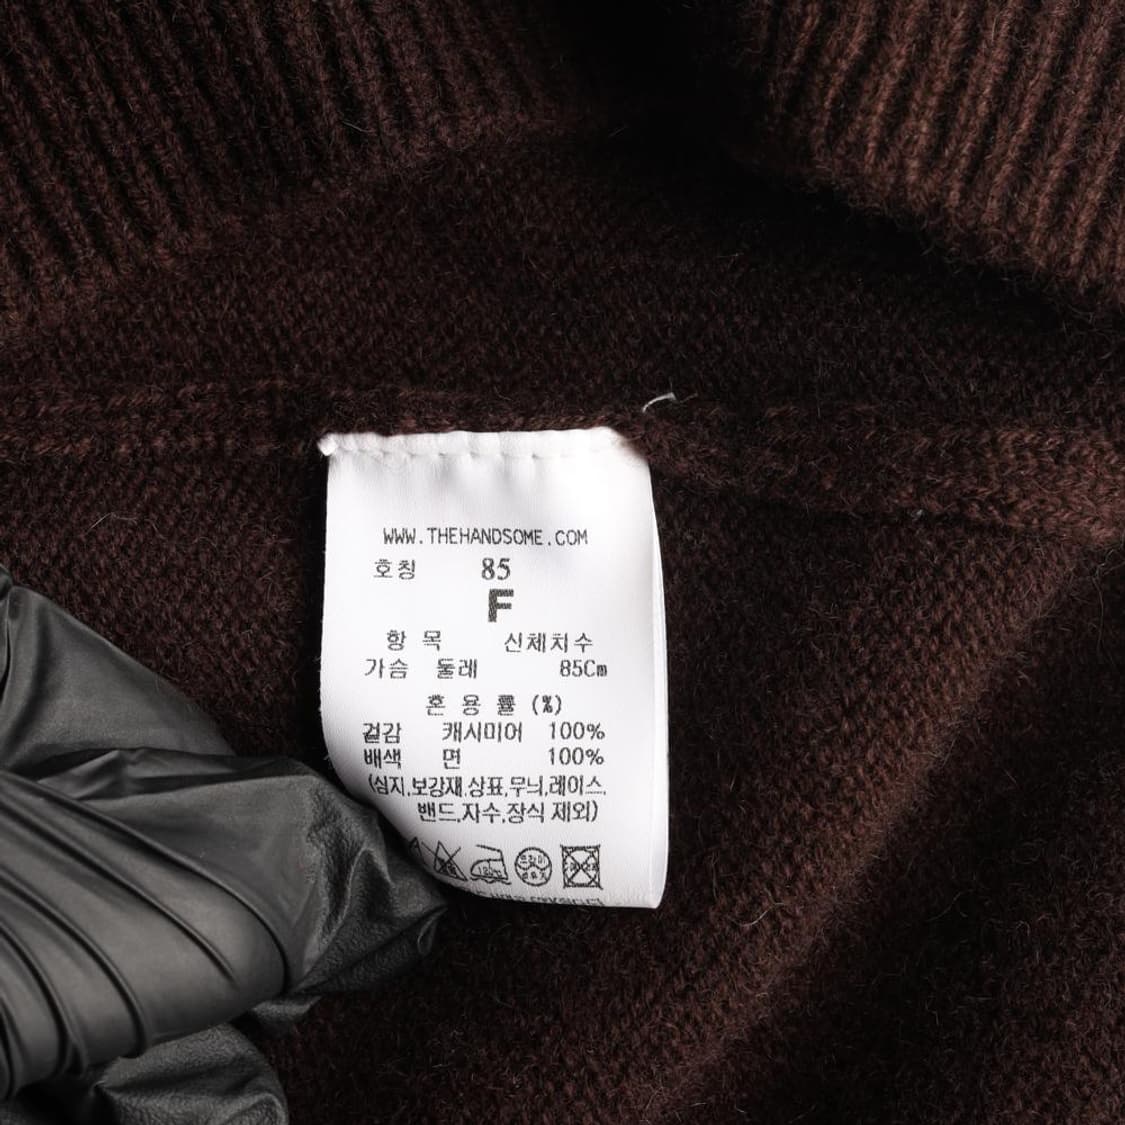 WWW.THEHANDSOME.COM
호칭 85
F
항 목 신체치수
가슴 둘레 85Cm
혼 용 률 (%)
겉감 캐시미어 100%
배색 면 100%
(심지,보강재,상표,무늬,레이스,
밴드,자수,장식 제외)